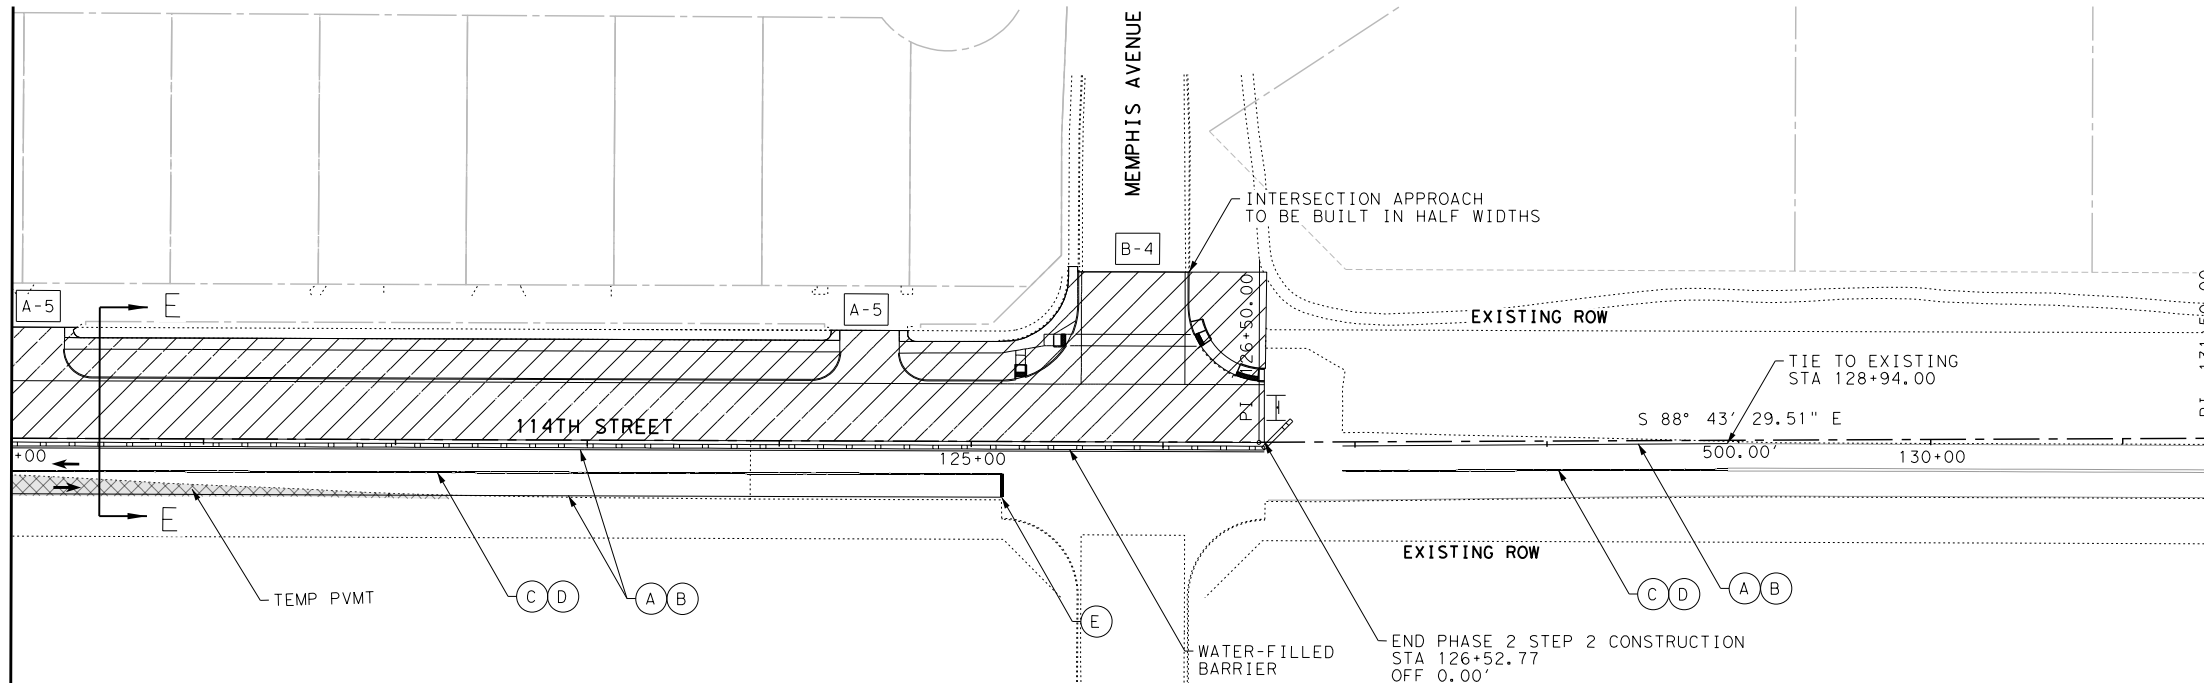 MEMPHIS AVENUE
INTERSECTION APPROACH
TO BE BUILT IN HALF WIDTHS
B-4
A-5
E
A-5
126+50.00
PI
EXISTING ROW
TIE TO EXISTING
STA 128+94.00
S 88° 43' 29.51" E
114TH STREET
H
+00
125+00
500.00'
130+00
E
EXISTING ROW
TEMP PVMT
C D
A B
E
C D
A B
WATER-FILLED
BARRIER
END PHASE 2 STEP 2 CONSTRUCTION
STA 126+52.77
OFF 0.00'